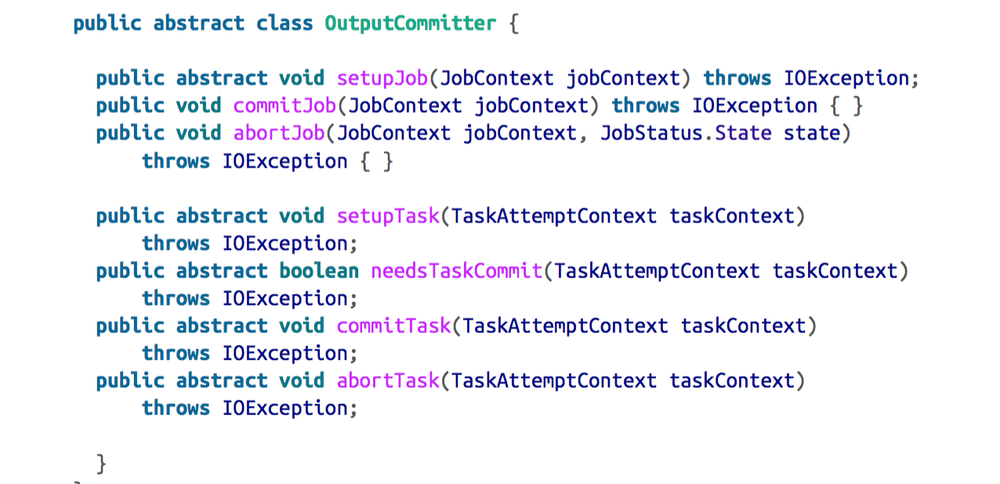 public abstract class OutputCommitter {
public abstract void setupJob(JobContext jobContext) throws IOException;
public void commitJob(JobContext jobContext) throws IOException { }
public void abortJob(JobContext jobContext, JobStatus.State state)
throws IOException { }
public abstract void setupTask(TaskAttemptContext taskContext)
throws IOException;
public abstract boolean needsTaskCommit(TaskAttemptContext taskContext)
throws IOException;
public abstract void commitTask(TaskAttemptContext taskContext)
throws IOException;
public abstract void abortTask(TaskAttemptContext taskContext)
throws IOException;
}